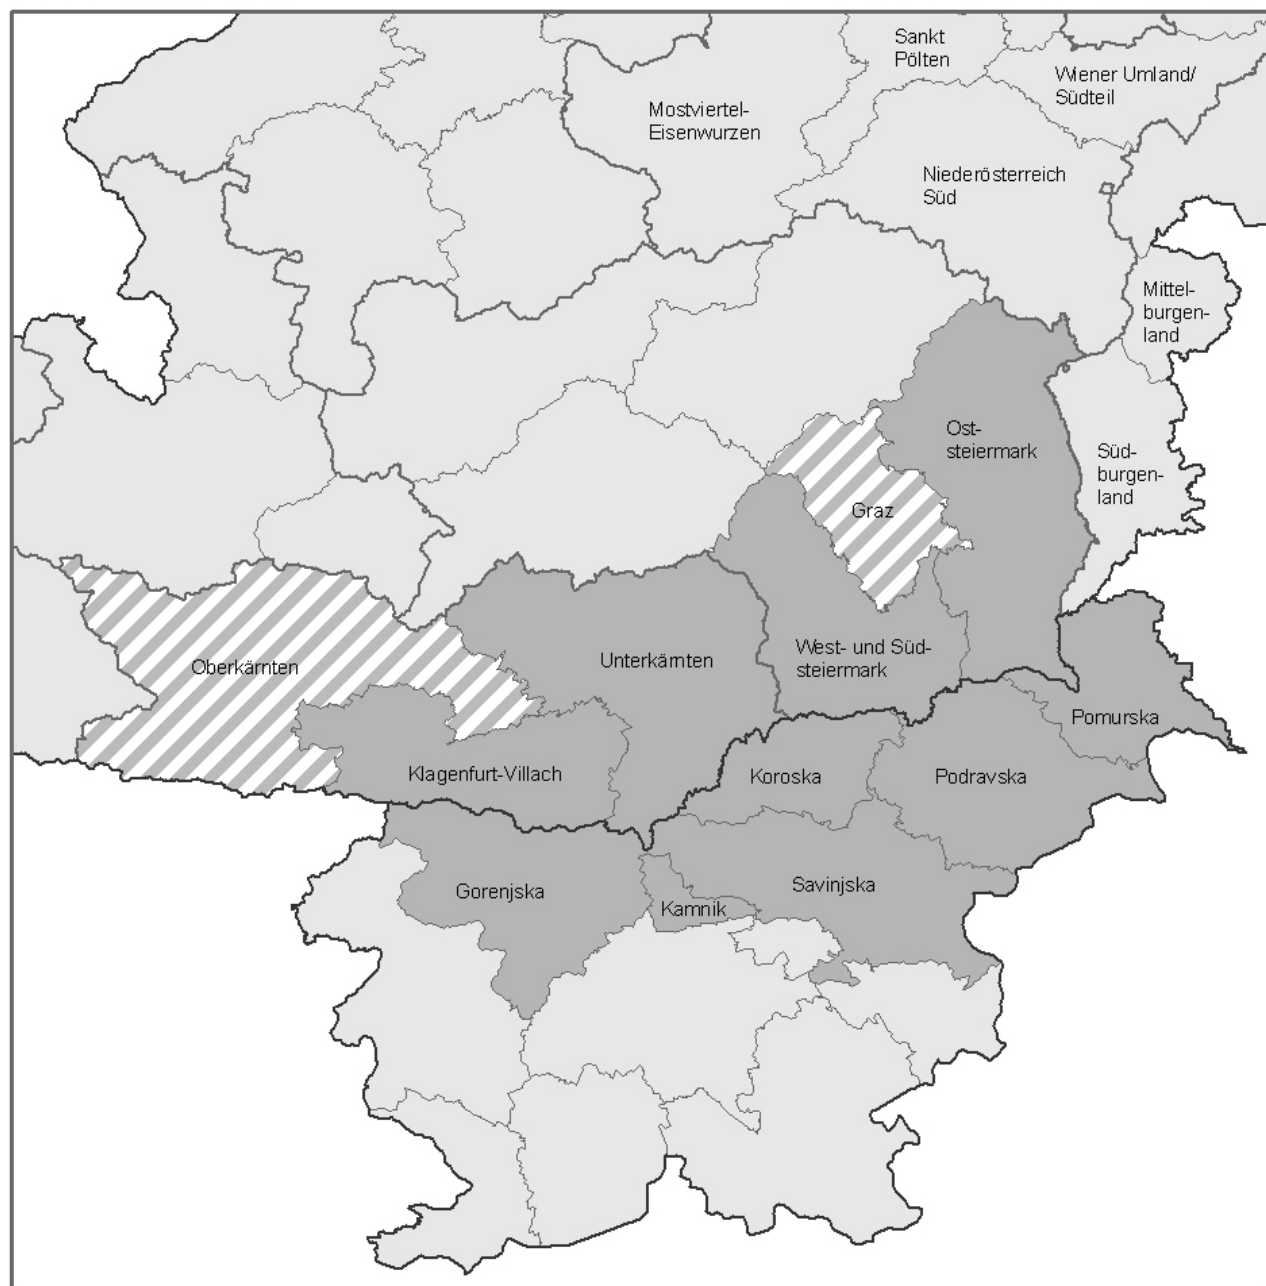 Sankt
Pölten
Wiener Umland/
Südteil
Mostviertel-
Eisenwurzen
Niederösterreich
Süd
Mittel-
burgen-
land
Ost-
steiermark
Süd-
burgen-
land
Graz
West- und Süd-
steiermark
Unterkärnten
Oberkärnten
Pomurska
Klagenfurt-Villach
Koroska
Podravska
Gorenjska
Savinjska
Kamnik